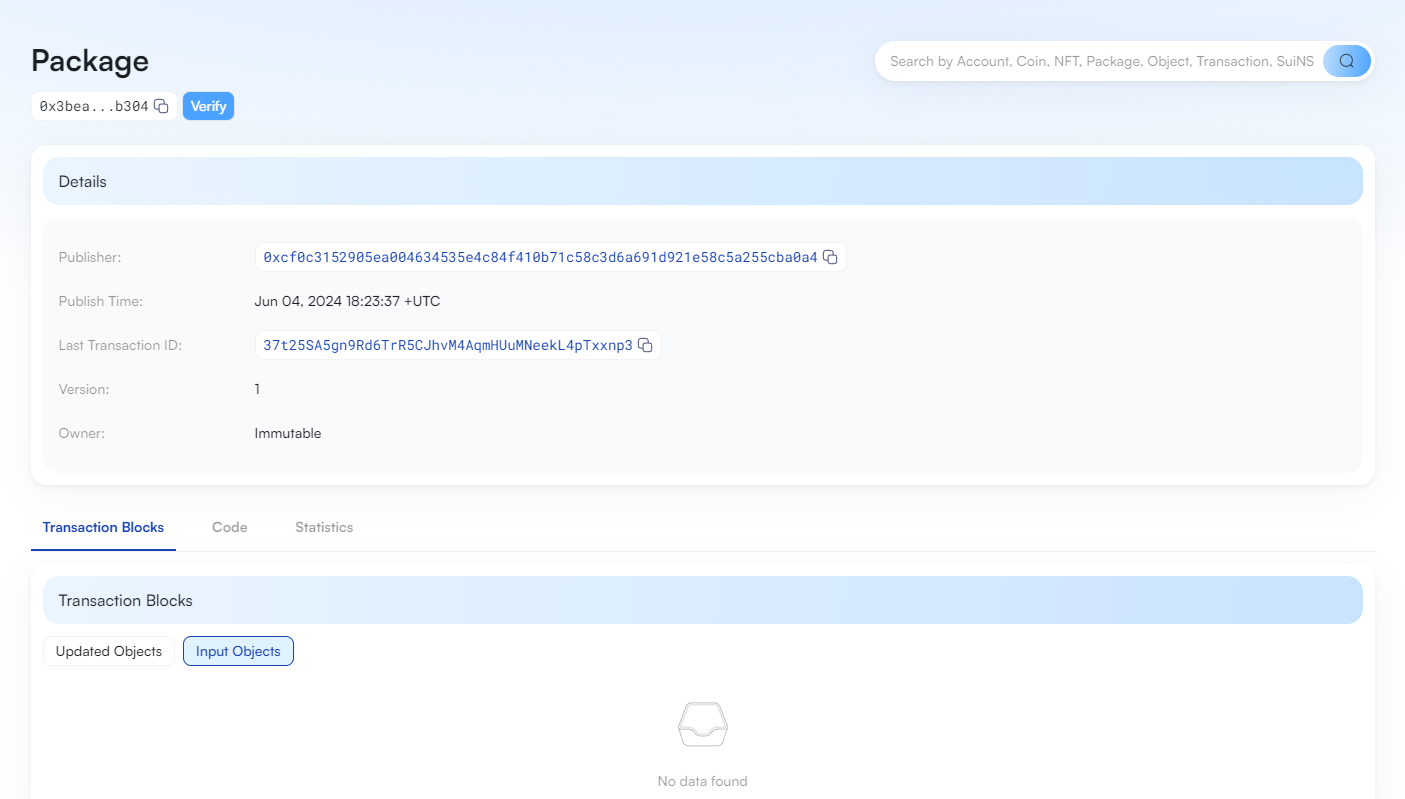 Package
Search by Account, Coin, NFT, Package, Object, Transaction, SuiNS
0x3bea...b304
Verify
Details
Publisher:
0xcf0c3152905ea004634535e4c84f410b71c58c3d6a691d921e58c5a255cba0a4
Publish Time:
Jun 04, 2024 18:23:37 +UTC
Last Transaction ID:
37t25SA5gn9Rd6TrR5CJhvM4AqmHUuMNeekL4pTxxnp3
Version:
1
Owner:
Immutable
Transaction Blocks
Code
Statistics
Transaction Blocks
Updated Objects
Input Objects
No data found